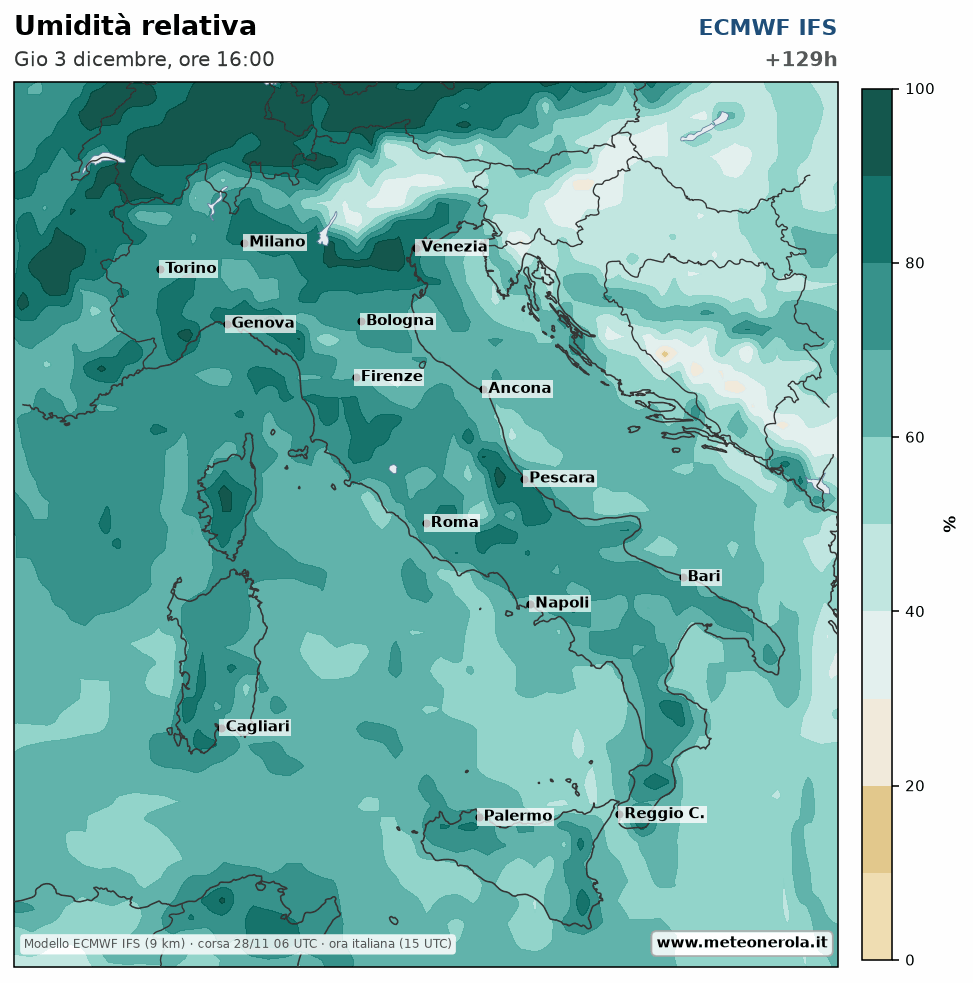 Umidità relativa
ECMWF IFS
Gio 3 dicembre, ore 16:00
+129h
100
80
60
40
20
0
%
Milano
Venezia
Torino
Genova
Bologna
Firenze
Ancona
Pescara
Roma
Bari
Napoli
Cagliari
Palermo
Reggio C.
Modello ECMWF IFS (9 km) · corsa 28/11 06 UTC · ora italiana (15 UTC)
www.meteonerola.it